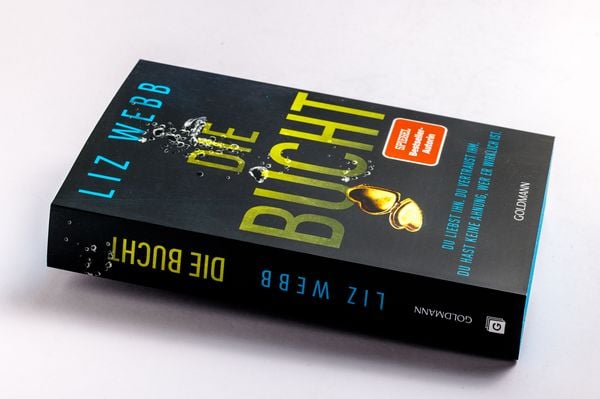 LIZ WEBB
DIE
BUCHT
SPIEGEL
Bestseller-
Autorin
DU LIEBST IHN. DU VERTRAUST IHM.
DU HAST KEINE AHNUNG, WER ER WIRKLICH IST.
GOLDMANN
DIE BUCHT
LIZ WEBB
GOLDMANN
G